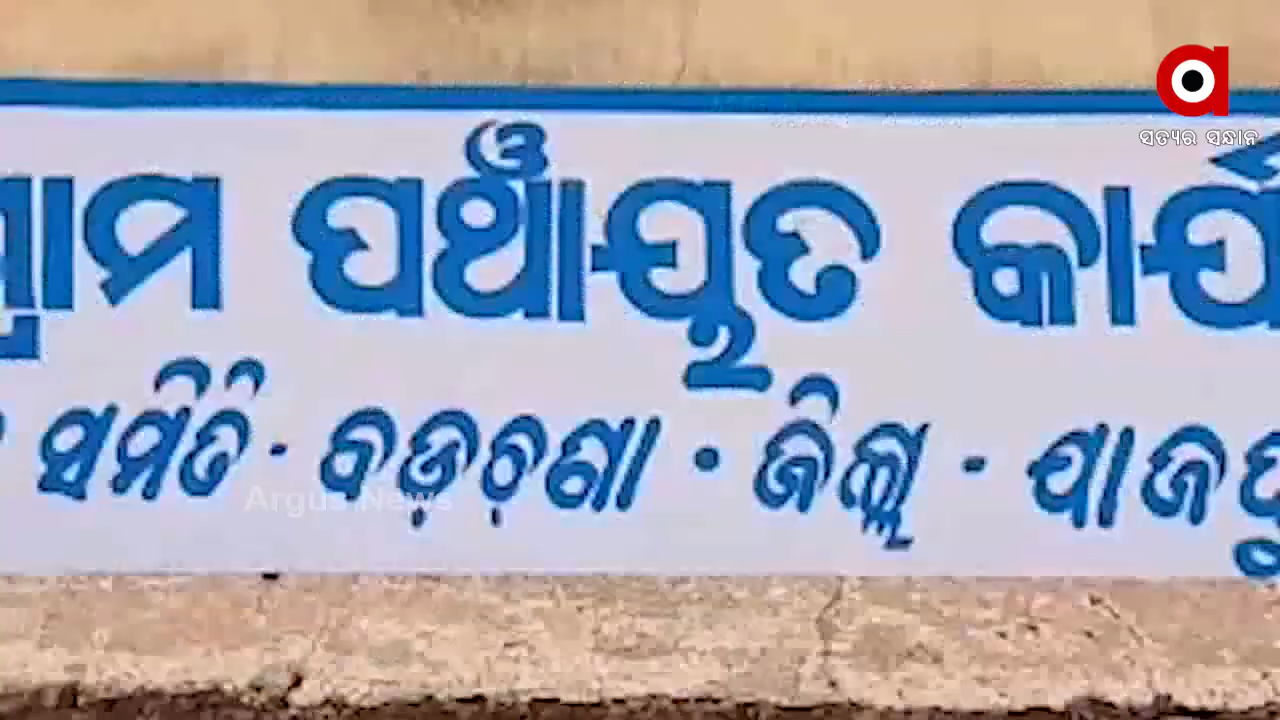 ସତ୍ୟର ସନ୍ଧାନ
ଗ୍ରାମ ପଞ୍ଚାୟତ
ସମିତି - ବଡ଼ଚଣା • ଜିଲ୍ଲା -
Argus News